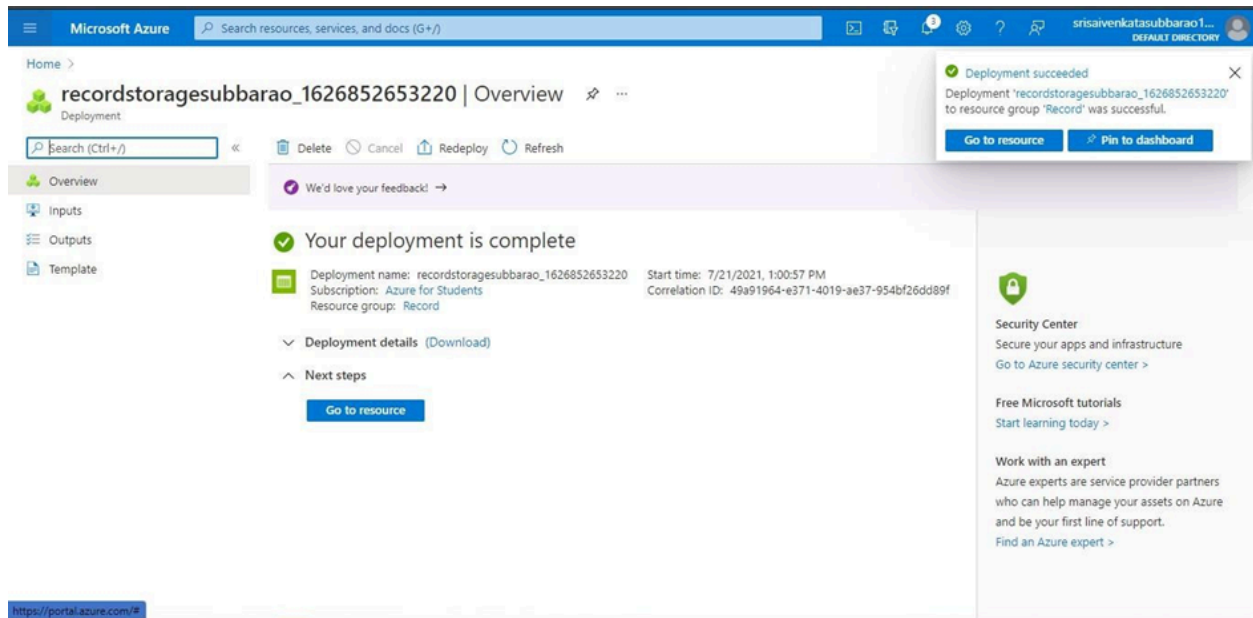 Microsoft Azure
Search resources, services, and docs (G+/)
3
srisaivenkatasubbarao1...
DEFAULT DIRECTORY
Home >
recordstoragesubbarao_1626852653220 | Overview
Deployment
Search (Ctrl+/)
Delete Cancel Redeploy Refresh
Overview
Inputs
Outputs
Template
We'd love your feedback! →
Your deployment is complete
Deployment name: recordstoragesubbarao_1626852653220
Subscription: Azure for Students
Resource group: Record
Start time: 7/21/2021, 1:00:57 PM
Correlation ID: 49a91964-e371-4019-ae37-954bf26dd89f
Deployment details (Download)
Next steps
Go to resource
Deployment succeeded
Deployment 'recordstoragesubbarao_1626852653220'
to resource group 'Record' was successful.
Go to resource
Pin to dashboard
Security Center
Secure your apps and infrastructure
Go to Azure security center >
Free Microsoft tutorials
Start learning today >
Work with an expert
Azure experts are service provider partners
who can help manage your assets on Azure
and be your first line of support.
Find an Azure expert >
https://portal.azure.com/#